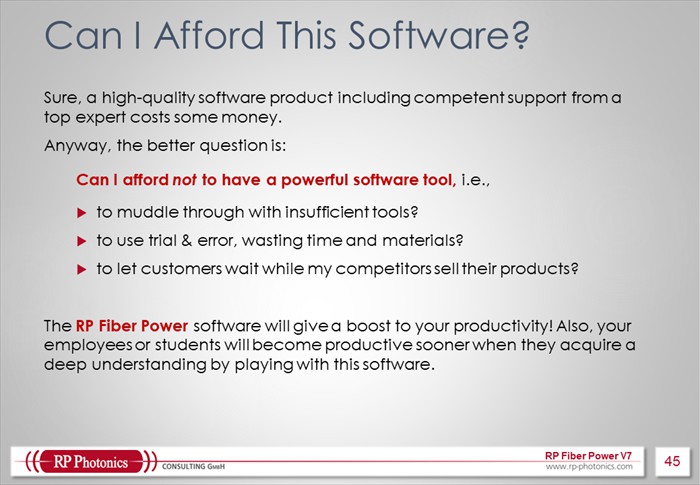 Can I Afford This Software?
Sure, a high-quality software product including competent support from a
top expert costs some money.
Anyway, the better question is:
Can I afford not to have a powerful software tool, i.e.,
to muddle through with insufficient tools?
to use trial & error, wasting time and materials?
to let customers wait while my competitors sell their products?
The RP Fiber Power software will give a boost to your productivity! Also, your
employees or students will become productive sooner when they acquire a
deep understanding by playing with this software.
RP Photonics CONSULTING GMBH
RP Fiber Power V7
www.rp-photonics.com
45